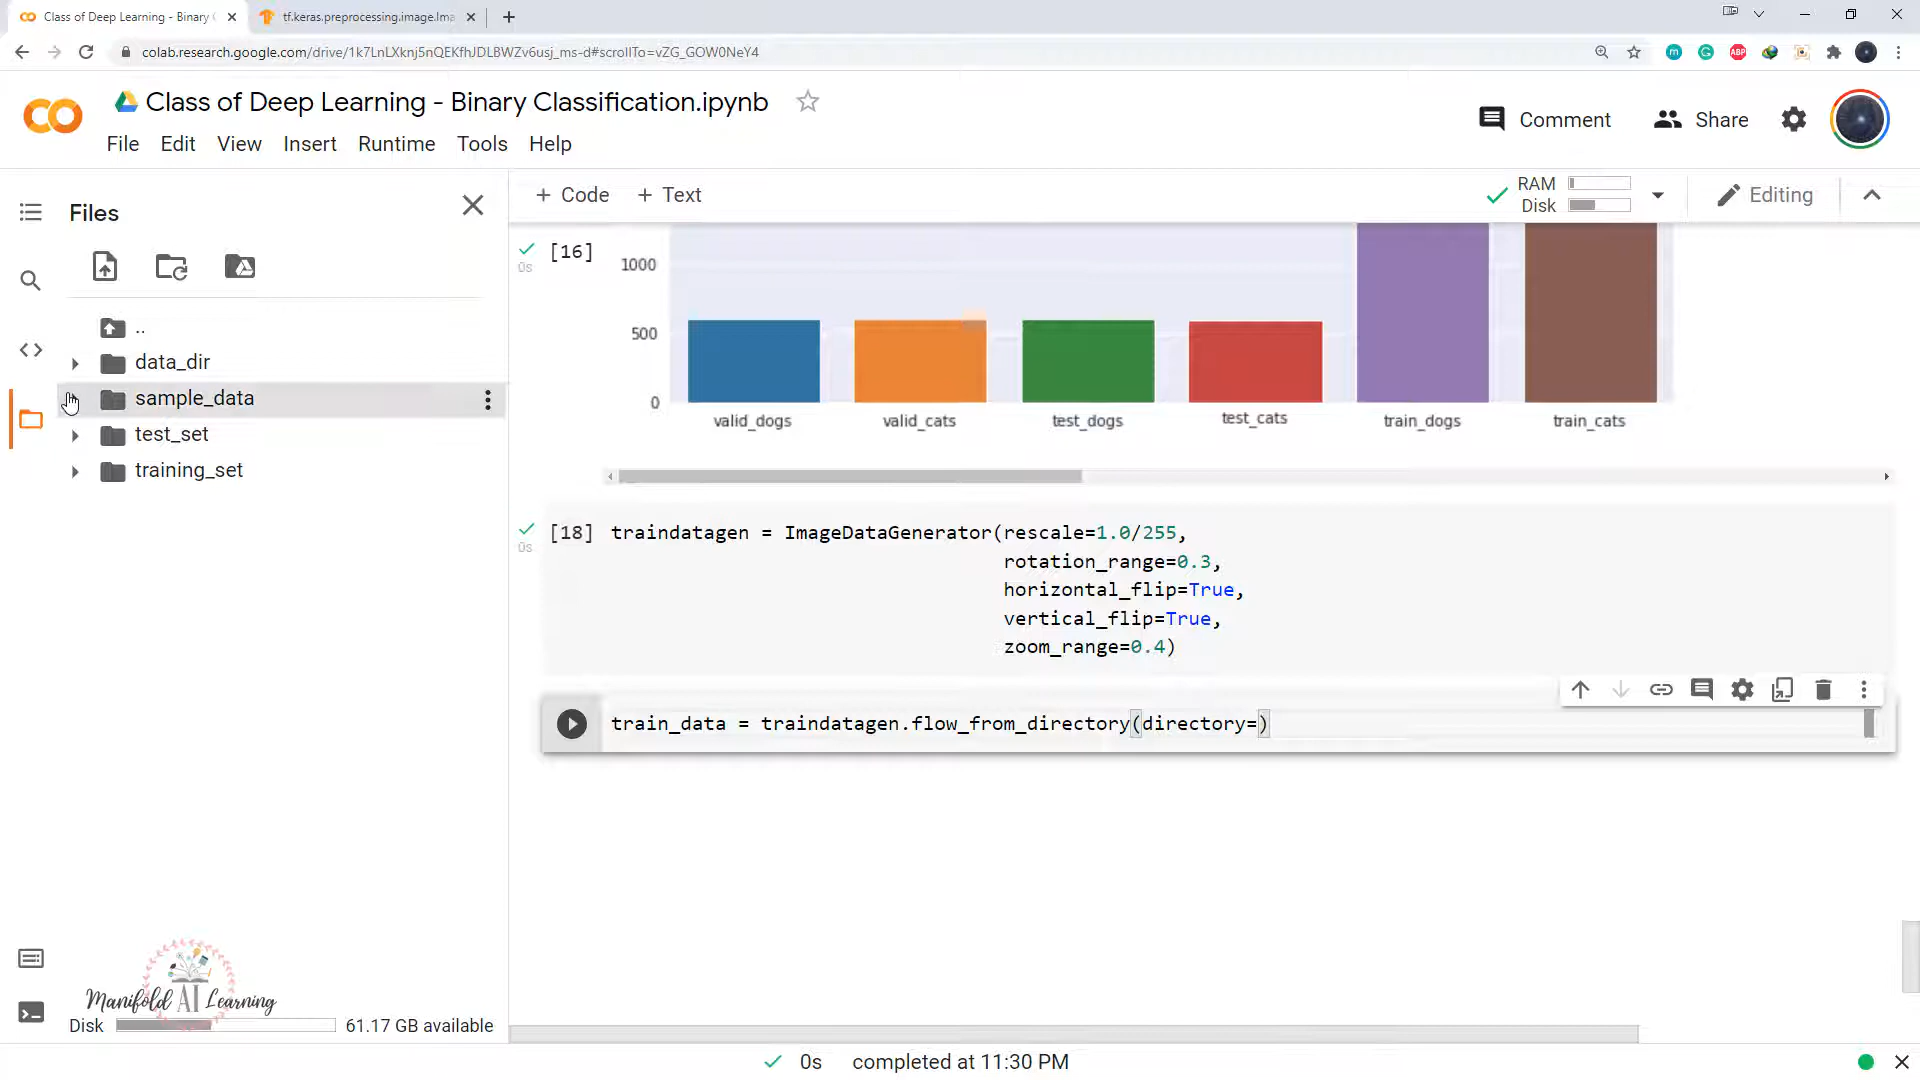 Class of Deep Learning - Binary C
tf.keras.preprocessing.image.Ima
colab.research.google.com/drive/1k7LnLXknj5nQEKfhJDLBWZv6usj_ms-d#scrollTo=vZG_GOW0NeY4
Class of Deep Learning - Binary Classification.ipynb
File Edit View Insert Runtime Tools Help
Comment
Share
Files
+ Code + Text
RAM
Disk
Editing
..
data_dir
sample_data
test_set
training_set
[16]
1000
500
0
valid_dogs valid_cats test_dogs test_cats train_dogs train_cats
[18] traindatagen = ImageDataGenerator(rescale=1.0/255,
rotation_range=0.3,
horizontal_flip=True,
vertical_flip=True,
zoom_range=0.4)
0s
0s
train_data = traindatagen.flow_from_directory(directory=)
Manifold AI Learning
Disk 61.17 GB available
0s completed at 11:30 PM
ABP